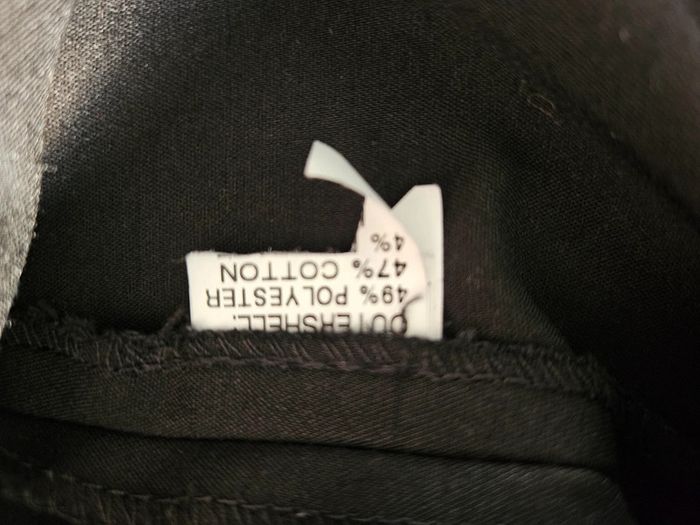 OUTERSHELL:
49% POLYESTER
47% COTTON
4%